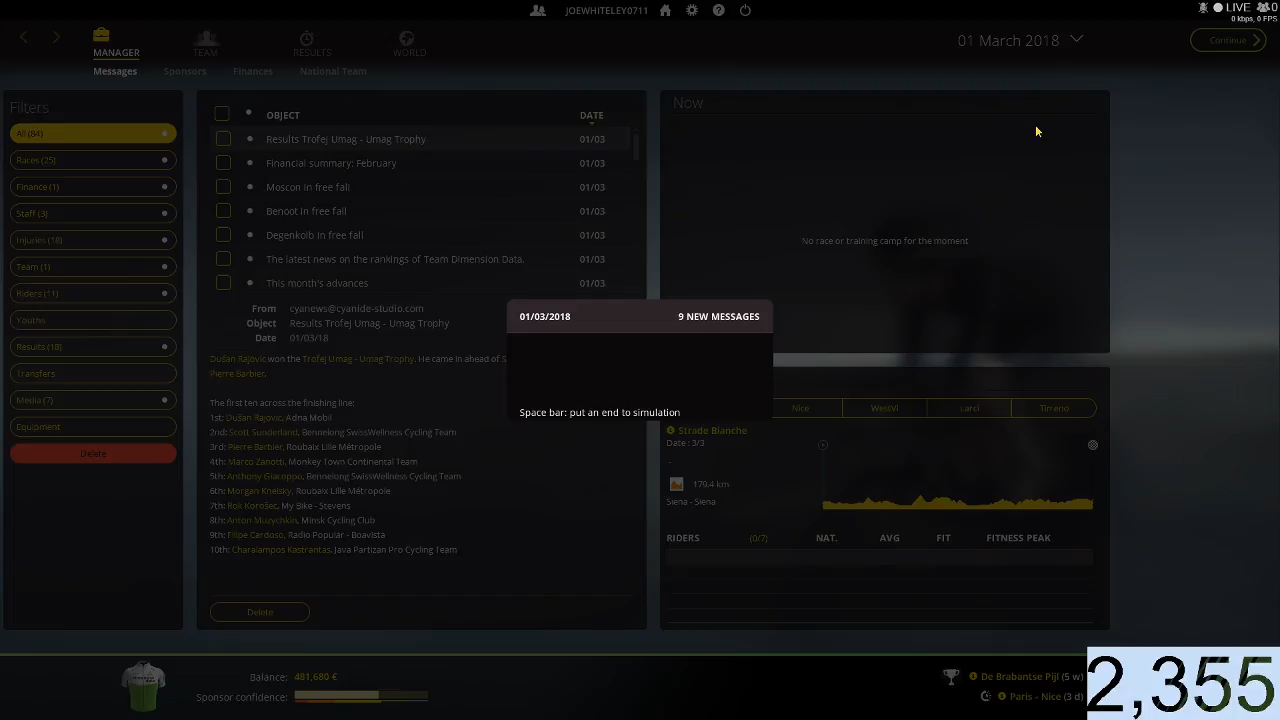 JOEWHITELEY0711
LIVE 0
0 kbps, 0 FPS
MANAGER
TEAM
RESULTS
WORLD
01 March 2018
Continue
Messages
Sponsors
Finances
National Team
Filters
All (84)
Races (25)
Finance (1)
Staff (3)
Injuries (18)
Team (1)
Riders (11)
Youths
Results (18)
Transfers
Media (7)
Equipment
Delete
OBJECT DATE
Results Trofej Umag - Umag Trophy 01/03
Financial summary: February 01/03
Moscon in free fall 01/03
Benoot in free fall 01/03
Degenkolb in free fall 01/03
The latest news on the rankings of Team Dimension Data. 01/03
This month's advances 01/03
From cyanews@cyanide-studio.com
Object Results Trofej Umag - Umag Trophy
Date 01/03/18
Dušan Rajović won the Trofej Umag - Umag Trophy. He came in ahead of S
Pierre Barbier.
The first ten across the finishing line:
1st: Dušan Rajović, Adria Mobil
2nd: Scott Sunderland, Bennelong SwissWellness Cycling Team
3rd: Pierre Barbier, Roubaix Lille Métropole
4th: Marco Zanotti, Monkey Town Continental Team
5th: Anthony Giacoppo, Bennelong SwissWellness Cycling Team
6th: Morgan Kneisky, Roubaix Lille Métropole
7th: Rok Korošec, My Bike - Stevens
8th: Anton Muzychkin, Minsk Cycling Club
9th: Filipe Cardoso, Radio Popular - Boavista
10th: Charalampos Kastrantas, Java Partizan Pro Cycling Team
Delete
01/03/2018 9 NEW MESSAGES
Space bar: put an end to simulation
Now
No race or training camp for the moment
Nice
WestVl
Larci
Tirreno
Strade Bianche
Date : 3/3
-
179.4 km
Siena - Siena
RIDERS (0/7) NAT. AVG FIT FITNESS PEAK
Balance: 481,680 €
Sponsor confidence:
De Brabantse Pijl (5 w)
Paris - Nice (3 d)
2,355